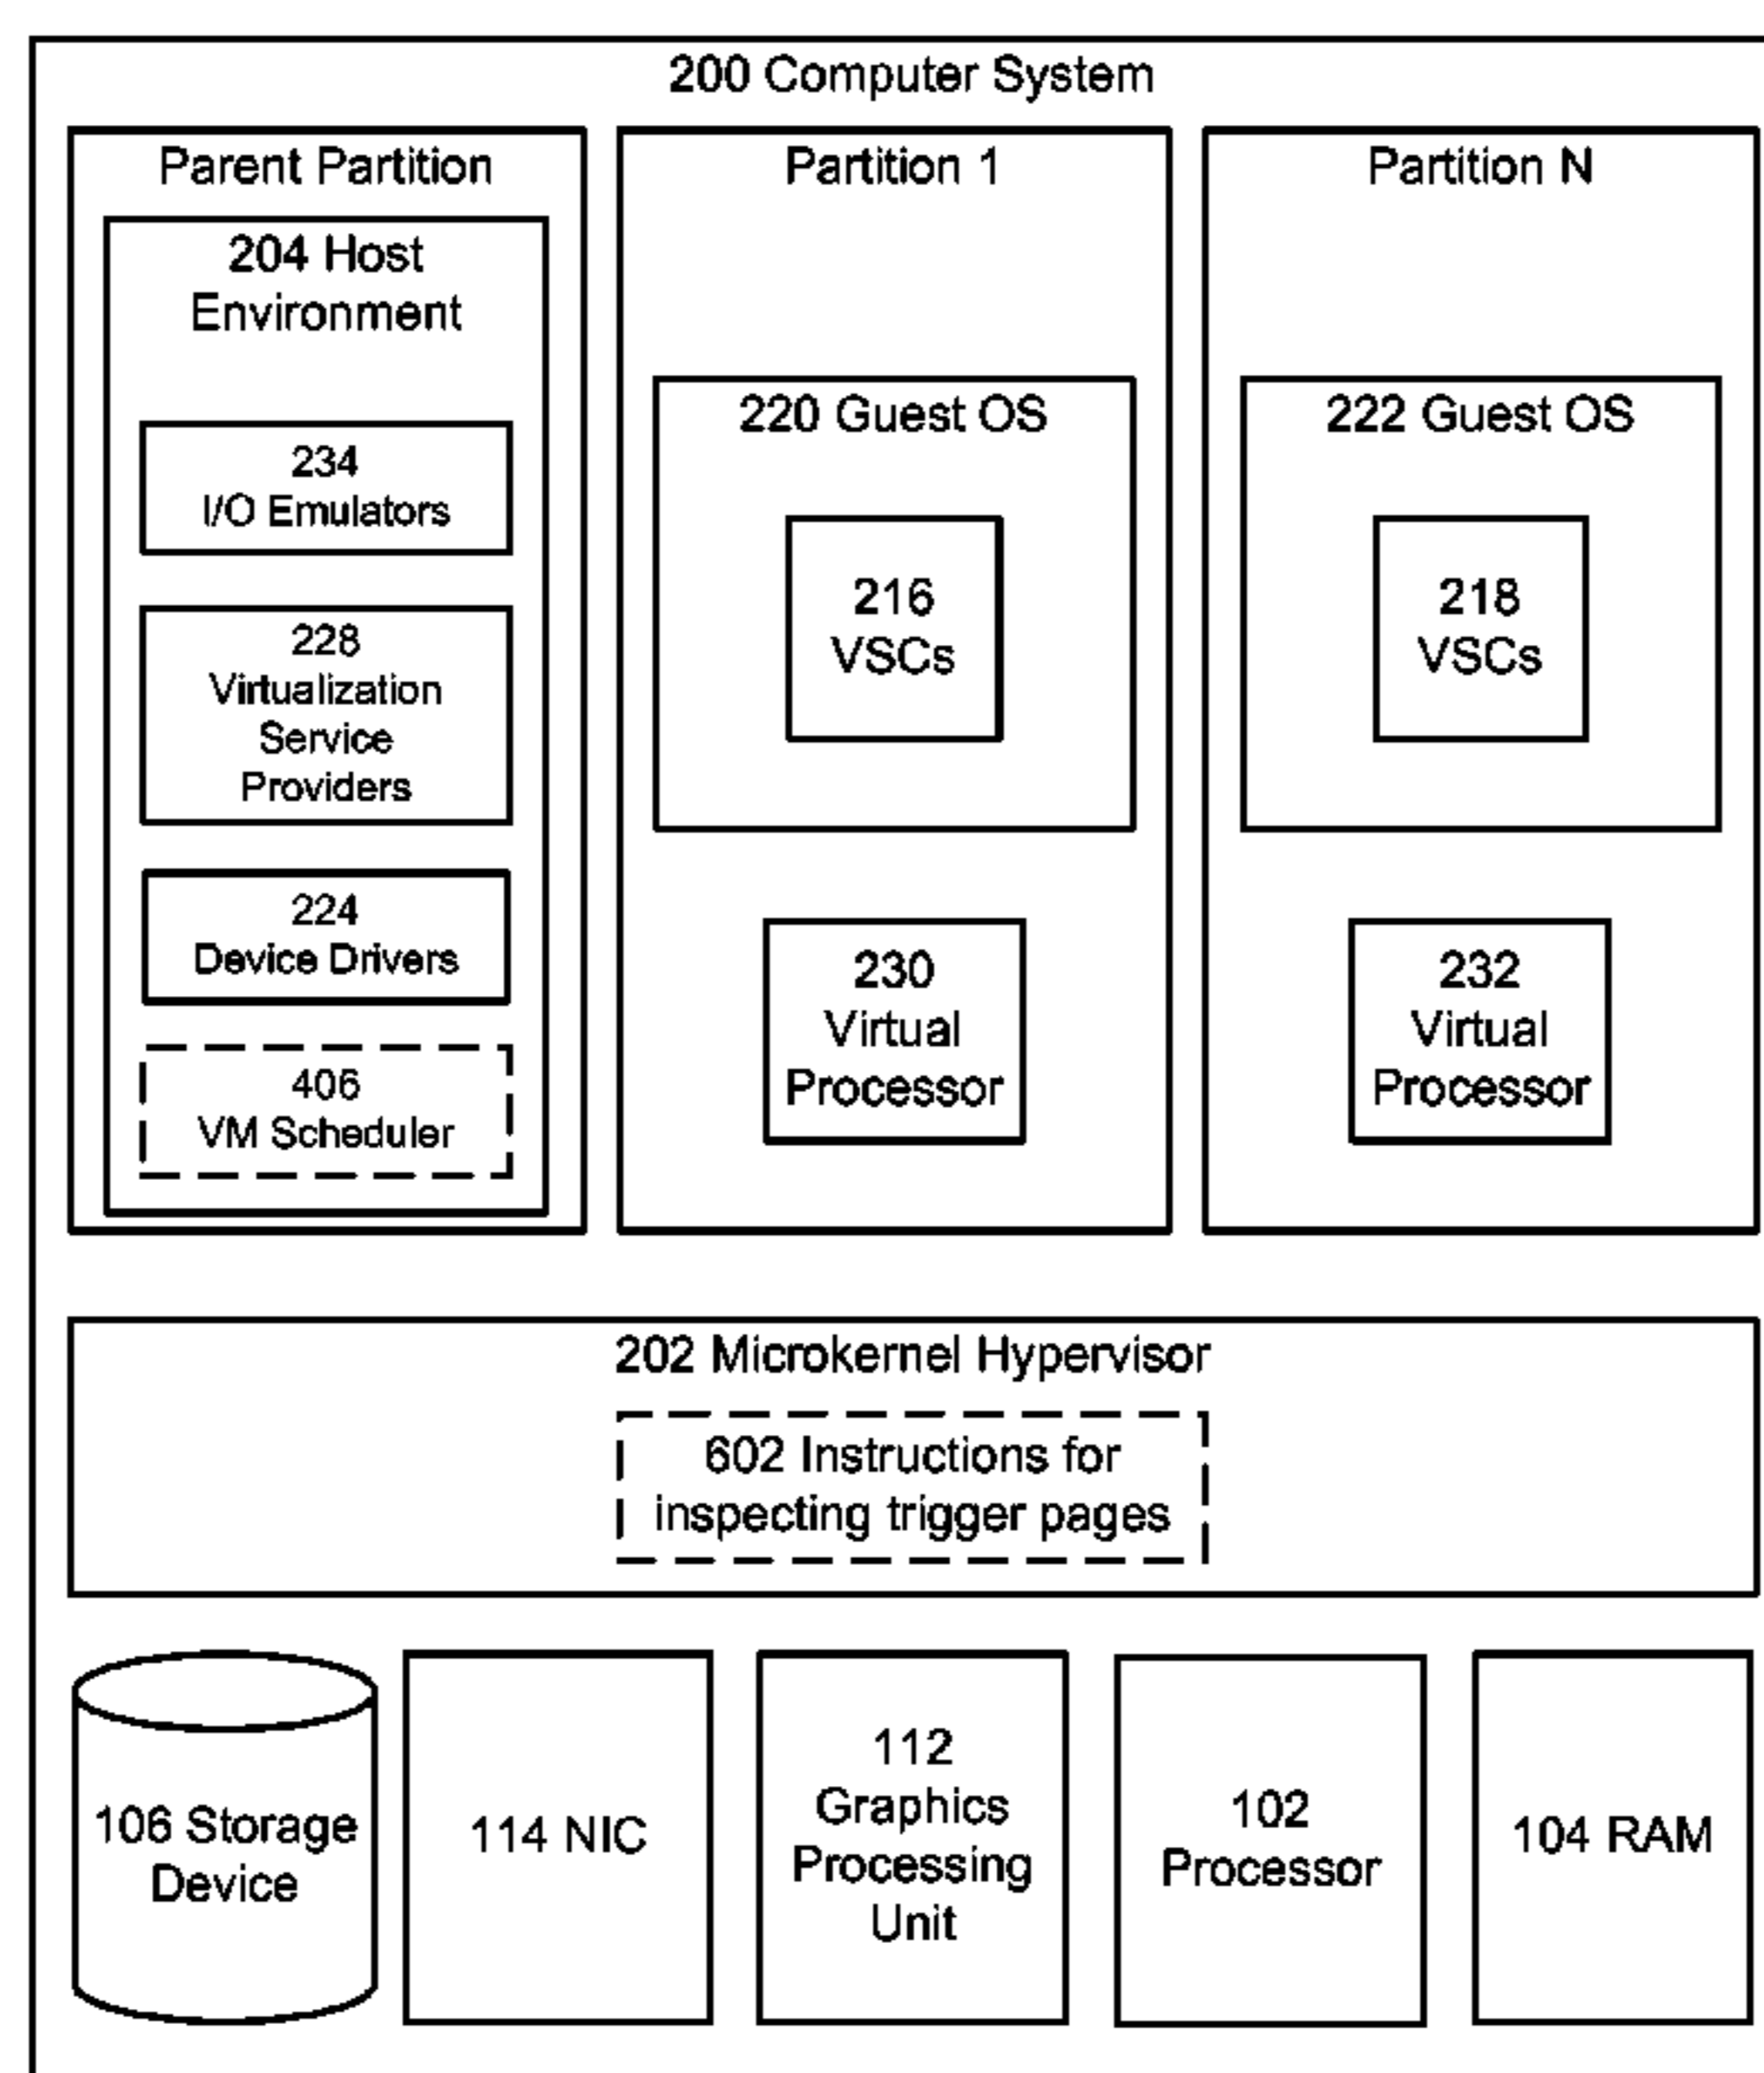 200 Computer System
Parent Partition
204 Host
Environment
234
I/O Emulators
228
Virtualization
Service
Providers
224
Device Drivers
406
VM Scheduler
Partition 1
220 Guest OS
216
VSCs
230
Virtual
Processor
Partition N
222 Guest OS
218
VSCs
232
Virtual
Processor
202 Microkernel Hypervisor
602 Instructions for
inspecting trigger pages
106 Storage
Device
114 NIC
112
Graphics
Processing
Unit
102
Processor
104 RAM